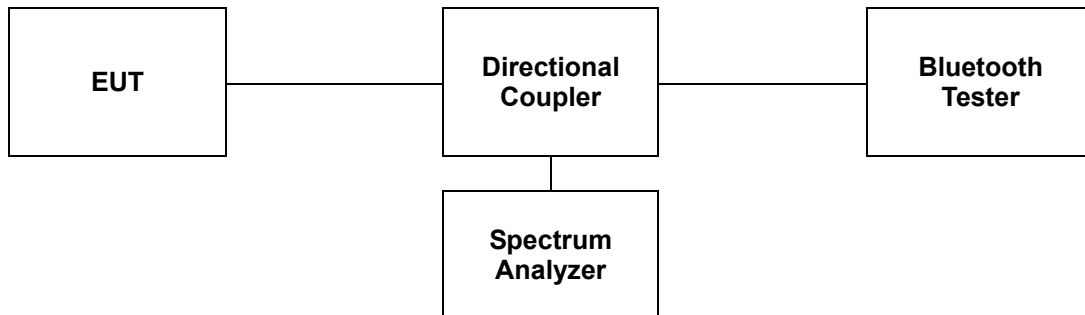 EUT
Directional
Coupler
Bluetooth
Tester
Spectrum
Analyzer